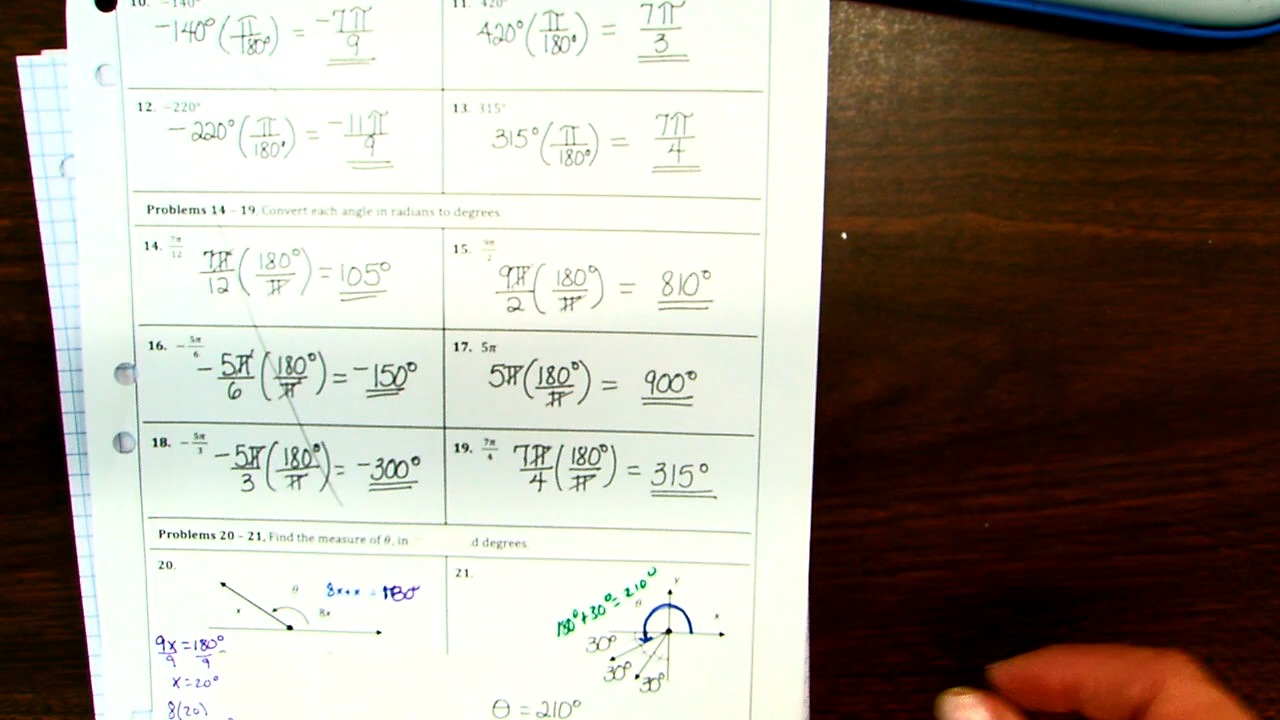 10. -140°
-140° (π/180°) = -7π/9
11. 420°
420° (π/180°) = 7π/3
12. -220°
-220° (π/180°) = -11π/9
13. 315°
315° (π/180°) = 7π/4
Problems 14 – 19, Convert each angle in radians to degrees.
14. 7π/12
7π/12 (180°/π) = 105°
15. 9π/2
9π/2 (180°/π) = 810°
16. -5π/6
-5π/6 (180°/π) = -150°
17. 5π
5π (180°/π) = 900°
18. -5π/3
-5π/3 (180°/π) = -300°
19. 7π/4
7π/4 (180°/π) = 315°
Problems 20 – 21, Find the measure of θ, in d degrees.
20.
θ
x
8x
8x+x = 180°
9x/9 = 180°/9
x = 20°
8(20)
21.
y
x
θ
180°+30°=210°
30°
30°
30°
θ = 210°